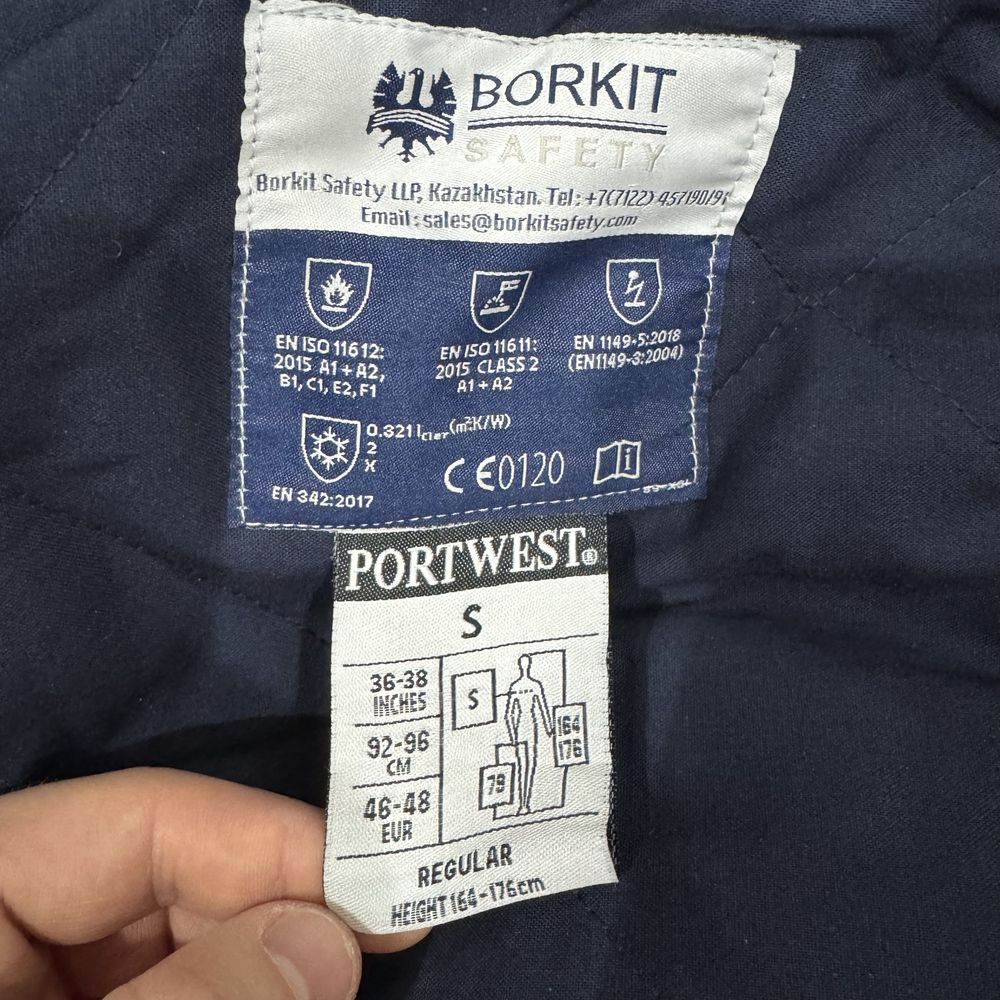 BORKIT
SAFETY
Borkit Safety LLP, Kazakhstan. Tel: +7(7122) 457190/91
Email: sales@borkitsafety.com
EN ISO 11612:
2015 A1+A2,
B1, C1, E2, F1
EN ISO 11611:
2015 CLASS 2
A1+A2
EN 1149-5:2018
(EN1149-3:2004)
0.321 Icler (m²K/W)
2
X
EN 342:2017
CE0120
i
PORTWEST®
S
36-38
INCHES
92-96
CM
46-48
EUR
S
164
176
79
REGULAR
HEIGHT 164-176cm